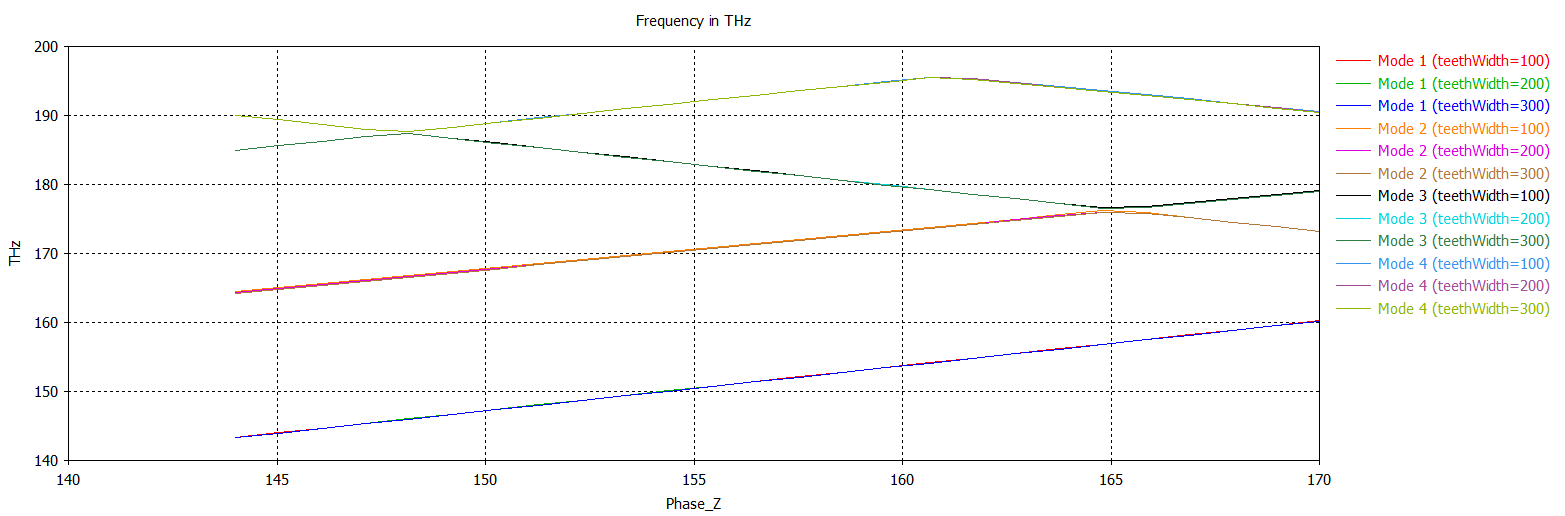 Frequency in THz
200
190
180
170
160
150
140
THz
140
145
150
155
160
165
170
Phase_Z
Mode 1 (teethWidth=100)
Mode 1 (teethWidth=200)
Mode 1 (teethWidth=300)
Mode 2 (teethWidth=100)
Mode 2 (teethWidth=200)
Mode 2 (teethWidth=300)
Mode 3 (teethWidth=100)
Mode 3 (teethWidth=200)
Mode 3 (teethWidth=300)
Mode 4 (teethWidth=100)
Mode 4 (teethWidth=200)
Mode 4 (teethWidth=300)